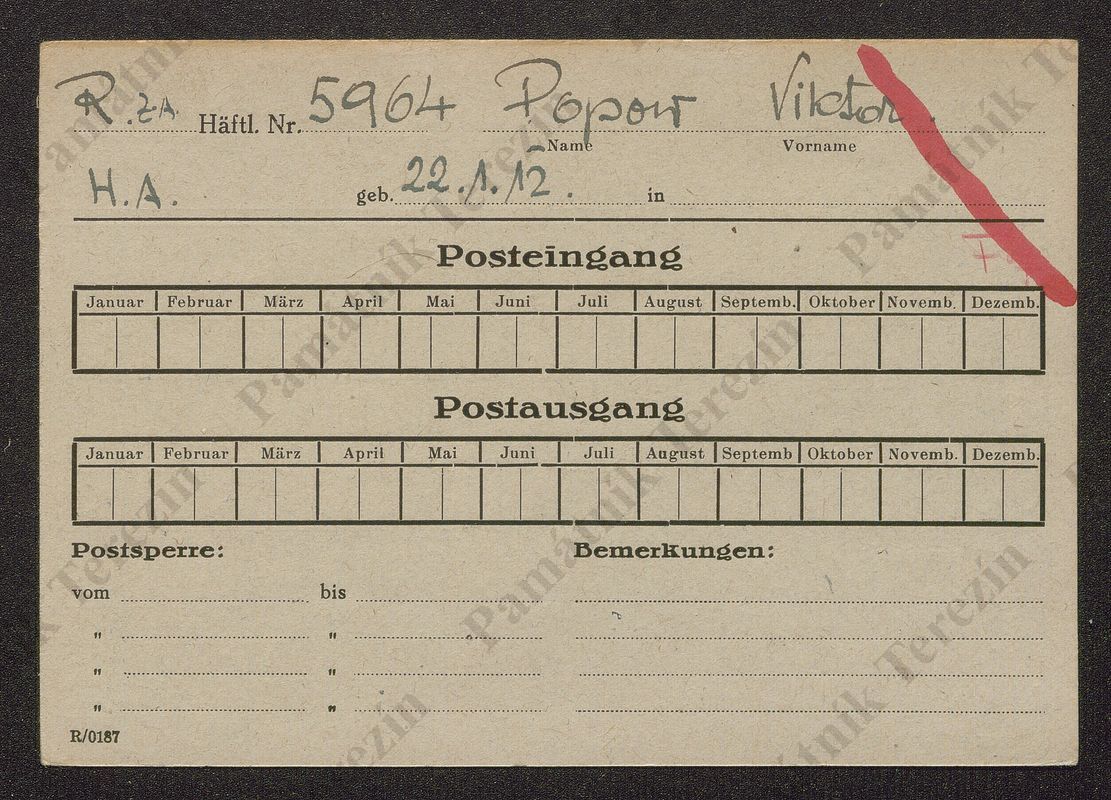 R. z.A. Häftl. Nr. 5964 Popow Viktor.
Name Vorname
H.A. geb. 22.1.12. in
Posteingang
Januar Februar März April Mai Juni Juli August Septemb. Oktober Novemb. Dezemb.
Postausgang
Januar Februar März April Mai Juni Juli August Septemb Oktober Novemb. Dezemb.
Postsperre: Bemerkungen:
vom bis
" "
" "
" "
R/0187
Památník Terezín